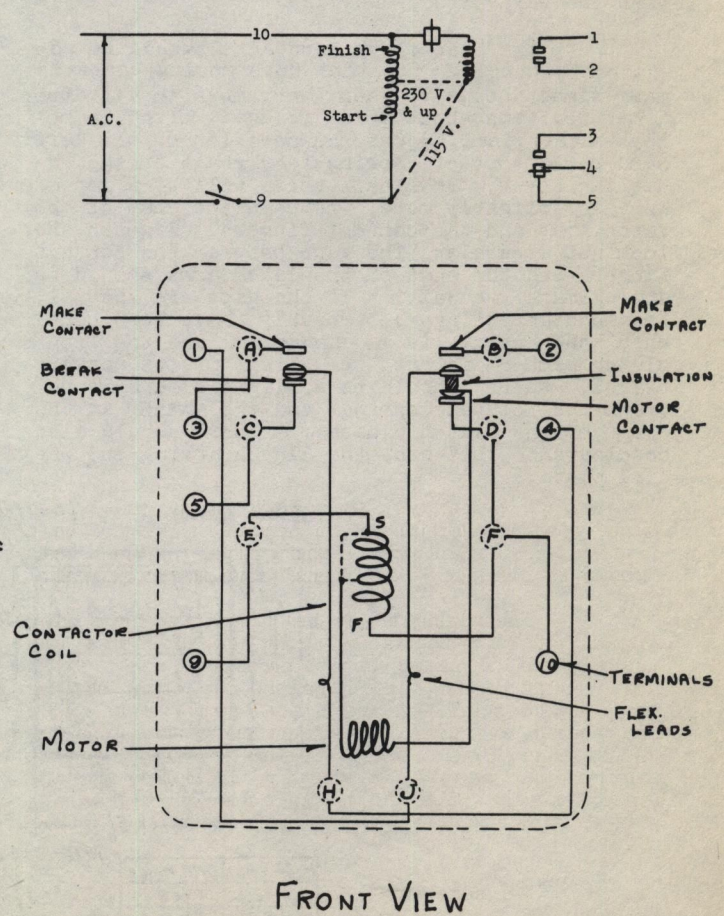 10
1
Finish
2
230 V.
& up
Start
115 V.
A.C.
3
4
9
5
MAKE
CONTACT
MAKE
CONTACT
1
A
B
2
BREAK
CONTACT
INSULATION
MOTOR
CONTACT
3
C
D
4
5
S
E
F
F
CONTACTOR
COIL
9
10
TERMINALS
FLEX.
LEADS
MOTOR
H
J
FRONT VIEW